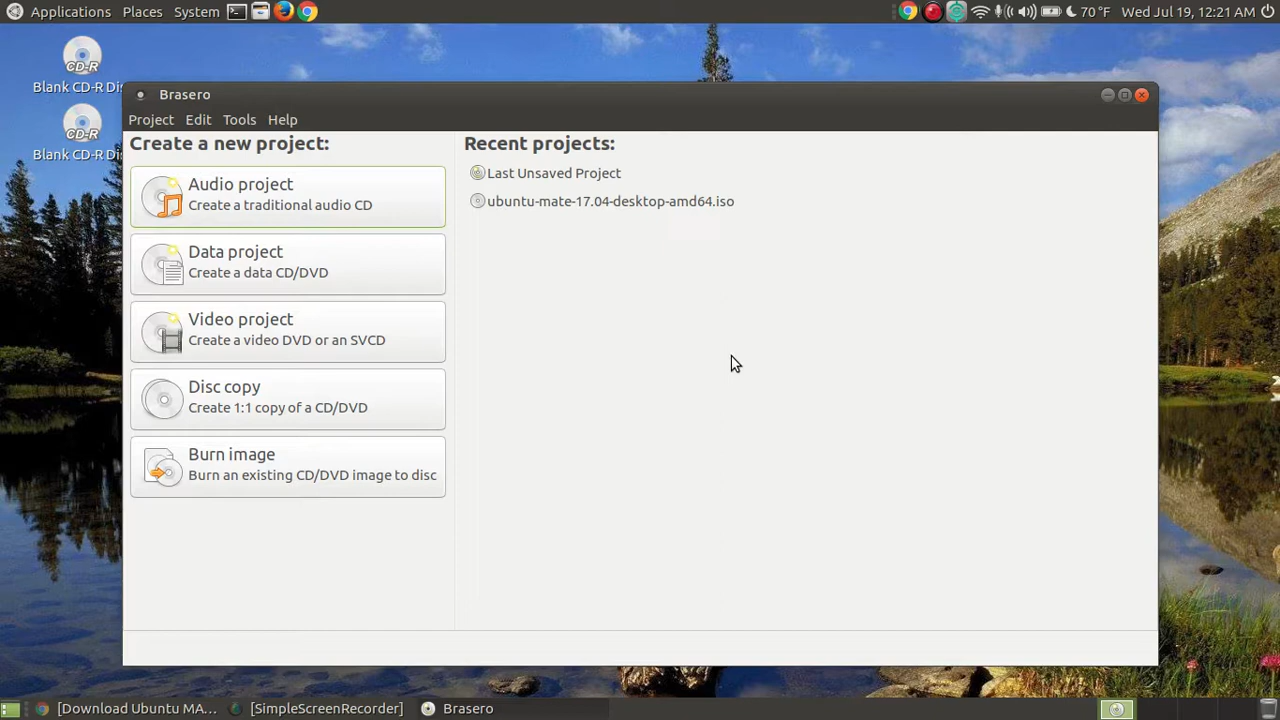 Applications Places System 70 °F Wed Jul 19, 12:21 AM
CD-R
Blank CD-R Di
CD-R
Blank CD-R Di
Brasero
Project Edit Tools Help
Create a new project:
Audio project
Create a traditional audio CD
Data project
Create a data CD/DVD
Video project
Create a video DVD or an SVCD
Disc copy
Create 1:1 copy of a CD/DVD
Burn image
Burn an existing CD/DVD image to disc
Recent projects:
Last Unsaved Project
ubuntu-mate-17.04-desktop-amd64.iso
[Download Ubuntu MA... [SimpleScreenRecorder] Brasero